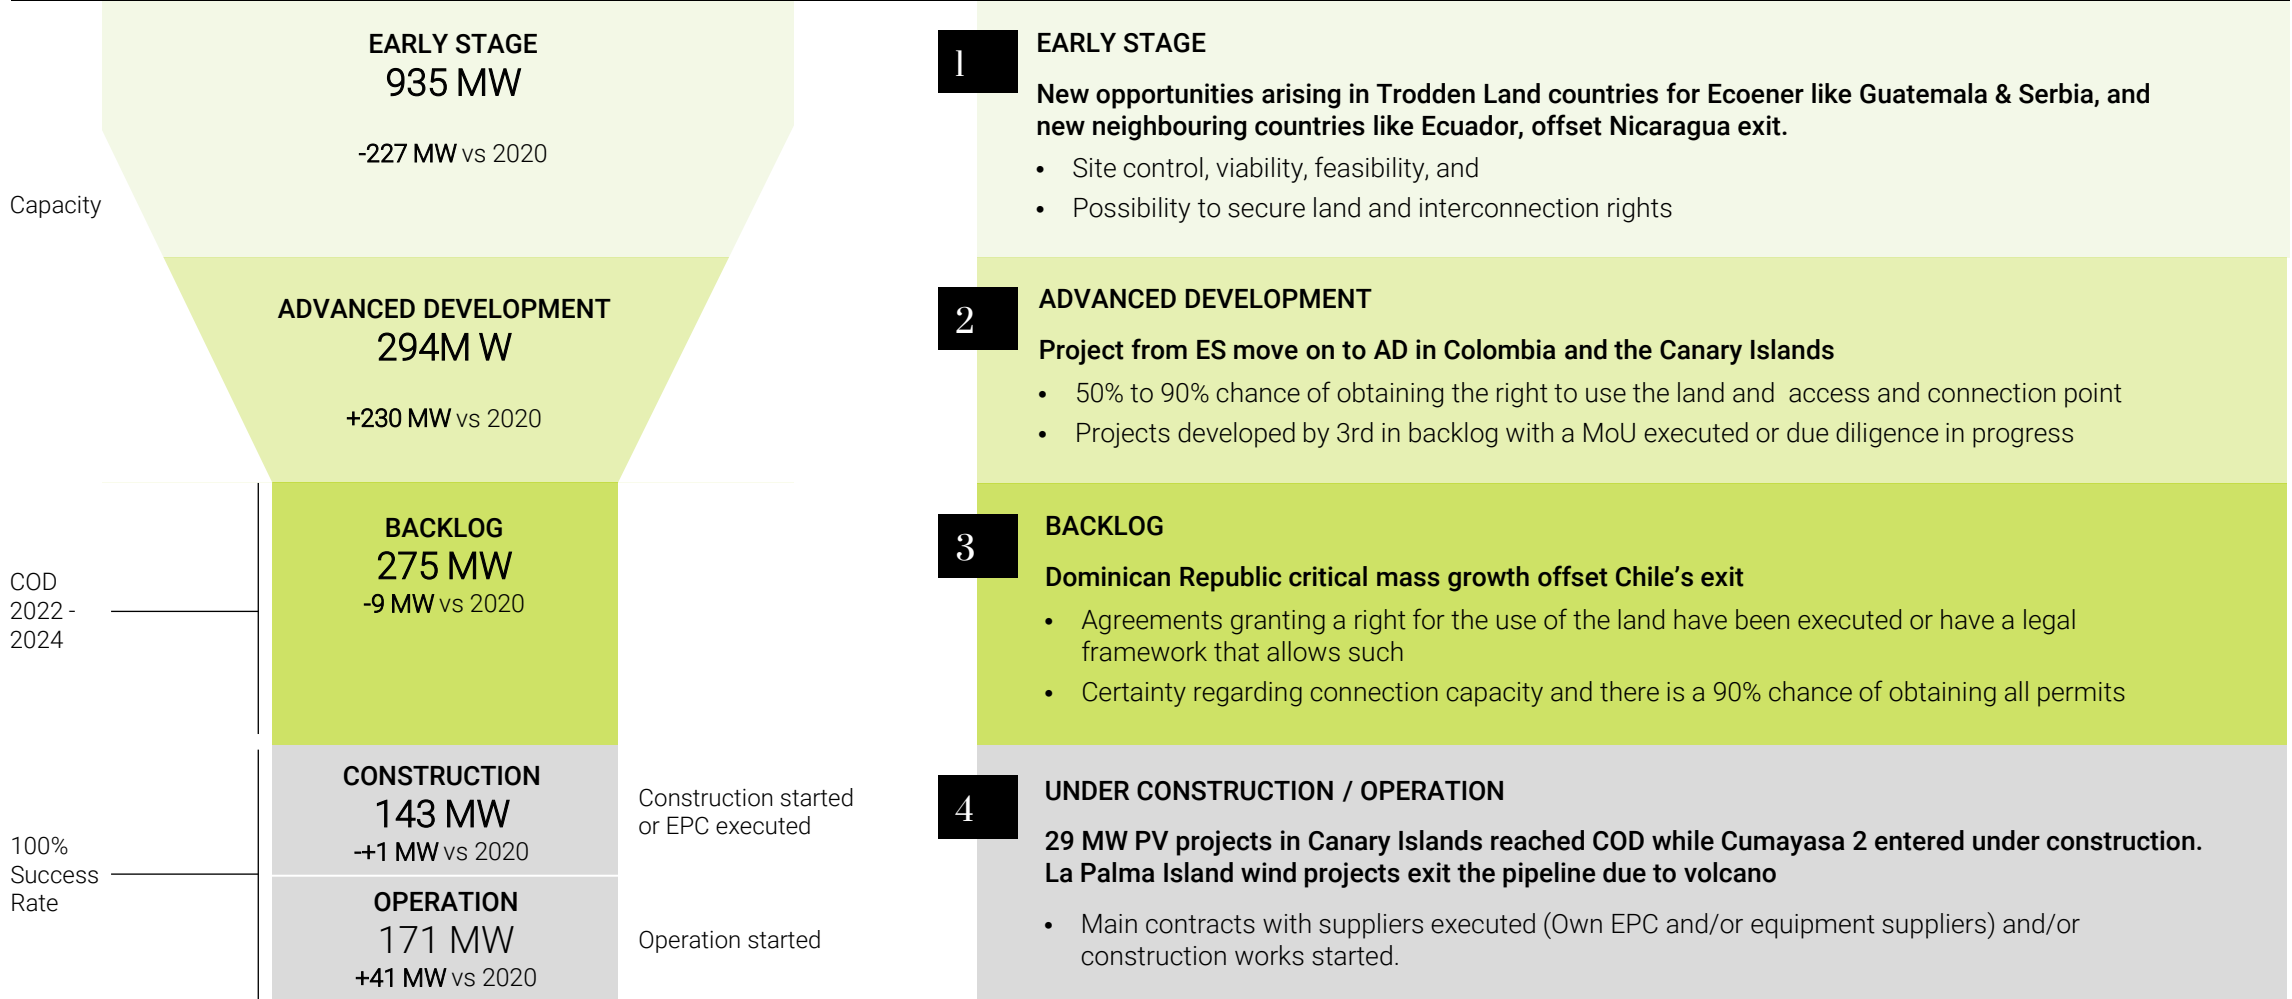 EARLY STAGE
935 MW
-227 MW vs 2020
Capacity
ADVANCED DEVELOPMENT
294M W
+230 MW vs 2020
BACKLOG
275 MW
-9 MW vs 2020
COD
2022 -
2024
CONSTRUCTION
143 MW
-+1 MW vs 2020
Construction started
or EPC executed
100%
Success
Rate
OPERATION
171 MW
+41 MW vs 2020
Operation started
1
EARLY STAGE
New opportunities arising in Trodden Land countries for Ecoener like Guatemala & Serbia, and
new neighbouring countries like Ecuador, offset Nicaragua exit.
• Site control, viability, feasibility, and
• Possibility to secure land and interconnection rights
2
ADVANCED DEVELOPMENT
Project from ES move on to AD in Colombia and the Canary Islands
• 50% to 90% chance of obtaining the right to use the land and access and connection point
• Projects developed by 3rd in backlog with a MoU executed or due diligence in progress
3
BACKLOG
Dominican Republic critical mass growth offset Chile's exit
• Agreements granting a right for the use of the land have been executed or have a legal
framework that allows such
• Certainty regarding connection capacity and there is a 90% chance of obtaining all permits
4
UNDER CONSTRUCTION / OPERATION
29 MW PV projects in Canary Islands reached COD while Cumayasa 2 entered under construction.
La Palma Island wind projects exit the pipeline due to volcano
• Main contracts with suppliers executed (Own EPC and/or equipment suppliers) and/or
construction works started.